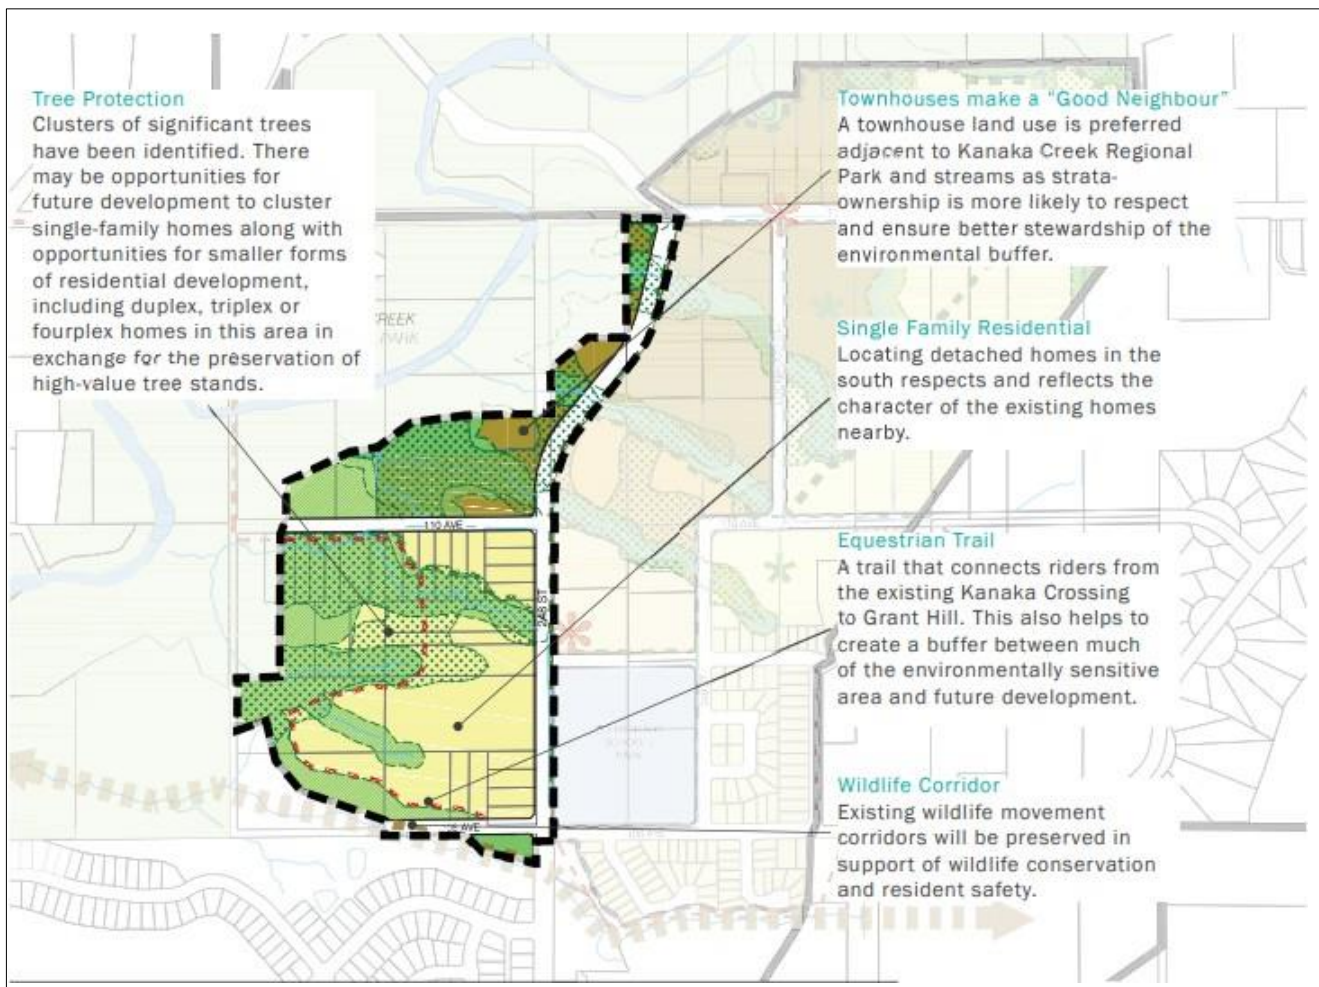 Tree Protection
Clusters of significant trees
have been identified. There
may be opportunities for
future development to cluster
single-family homes along with
opportunities for smaller forms
of residential development,
including duplex, triplex or
fourplex homes in this area in
exchange for the preservation of
high-value tree stands.
Townhouses make a "Good Neighbour"
A townhouse land use is preferred
adjacent to Kanaka Creek Regional
Park and streams as strata-
ownership is more likely to respect
and ensure better stewardship of the
environmental buffer.
Single Family Residential
Locating detached homes in the
south respects and reflects the
character of the existing homes
nearby.
Equestrian Trail
A trail that connects riders from
the existing Kanaka Crossing
to Grant Hill. This also helps to
create a buffer between much
of the environmentally sensitive
area and future development.
Wildlife Corridor
Existing wildlife movement
corridors will be preserved in
support of wildlife conservation
and resident safety.
110 AVE
AVE